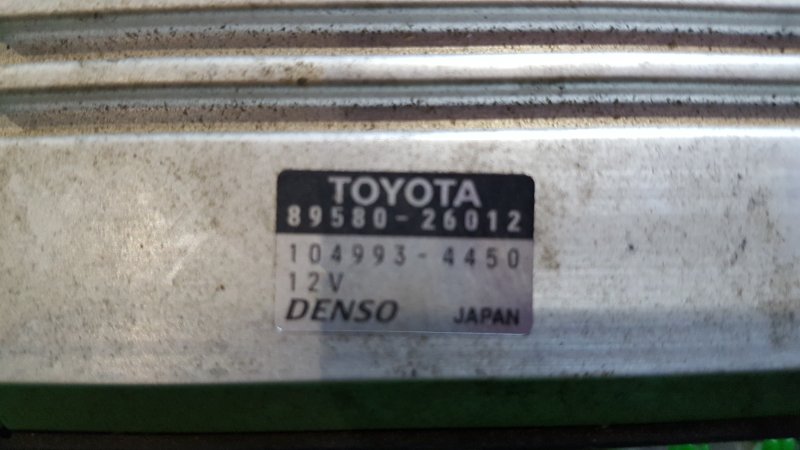 TOYOTA
89580-26012
104993-4450
12V
DENSO JAPAN